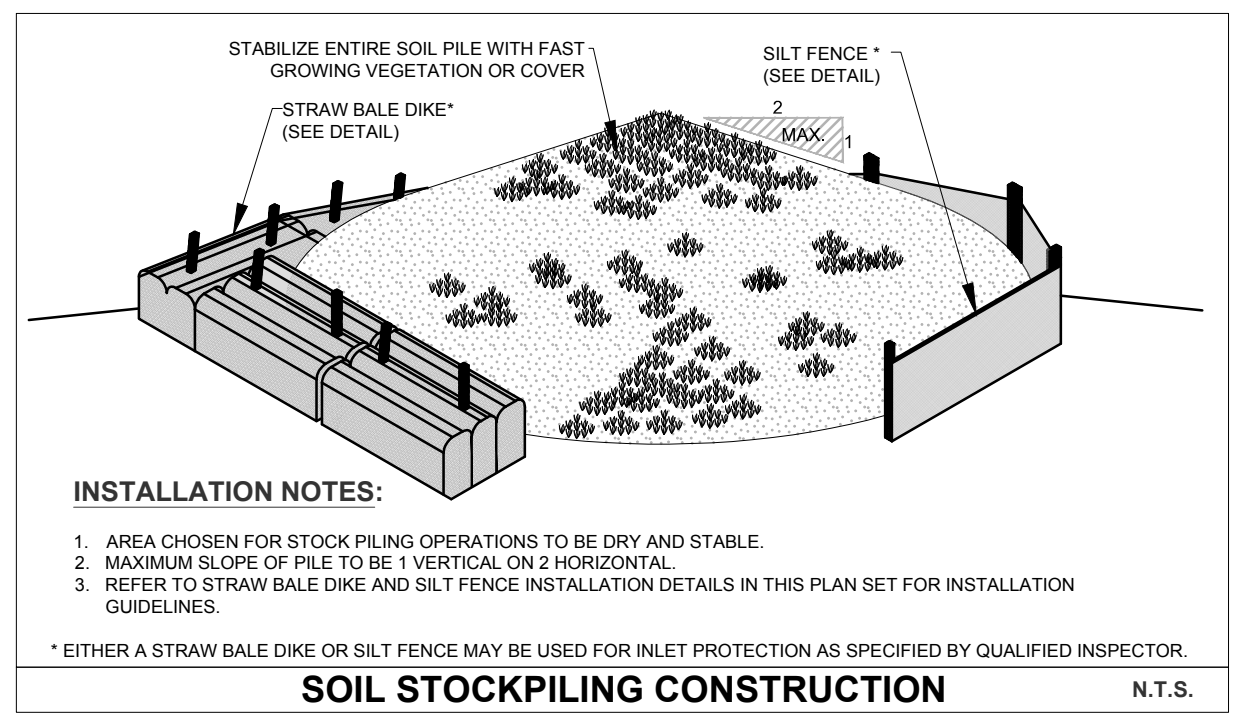 STABILIZE ENTIRE SOIL PILE WITH FAST
GROWING VEGETATION OR COVER
SILT FENCE *
(SEE DETAIL)
STRAW BALE DIKE*
(SEE DETAIL)
2
MAX.
1
INSTALLATION NOTES:
1. AREA CHOSEN FOR STOCK PILING OPERATIONS TO BE DRY AND STABLE.
2. MAXIMUM SLOPE OF PILE TO BE 1 VERTICAL ON 2 HORIZONTAL.
3. REFER TO STRAW BALE DIKE AND SILT FENCE INSTALLATION DETAILS IN THIS PLAN SET FOR INSTALLATION
GUIDELINES.
* EITHER A STRAW BALE DIKE OR SILT FENCE MAY BE USED FOR INLET PROTECTION AS SPECIFIED BY QUALIFIED INSPECTOR.
SOIL STOCKPILING CONSTRUCTION
N.T.S.